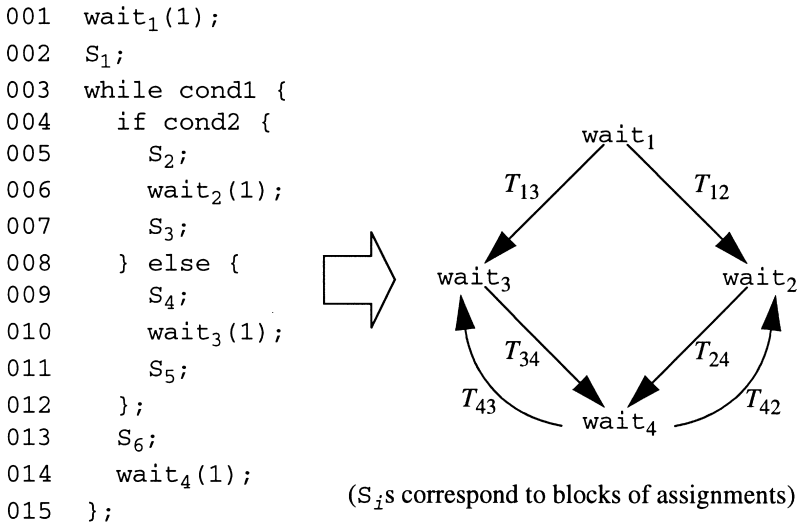 001 wait₁(1);
002 S₁;
003 while cond1 {
004 if cond2 {
005 S₂;
006 wait₂(1);
007 S₃;
008 } else {
009 S₄;
010 wait₃(1);
011 S₅;
012 };
013 S₆;
014 wait₄(1);
015 };
wait₁
T₁₃ T₁₂
wait₃ wait₂
T₃₄ T₂₄
T₄₃ T₄₂
wait₄
(Sᵢs correspond to blocks of assignments)